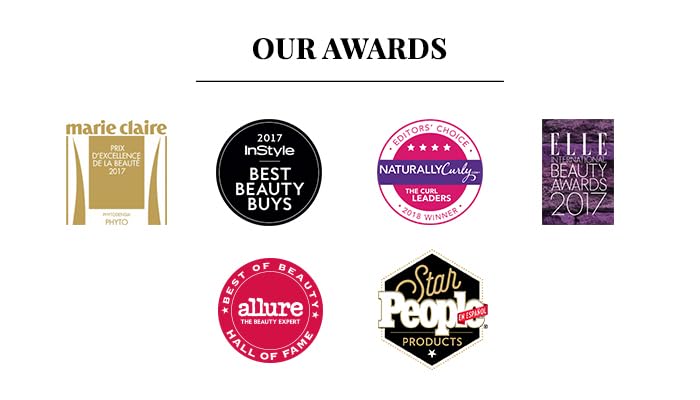 OUR AWARDS
marie claire
PRIX
D'EXCELLENCE
DE LA BEAUTÉ
2017
PHYTODENSIA
PHYTO
2017
InStyle
BEST
BEAUTY
BUYS
EDITORS' CHOICE
NATURALLYCurly
THE CURL
LEADERS
2018 WINNER
ELLE
INTERNATIONAL
BEAUTY
AWARDS
2017
BEST OF BEAUTY
allure
THE BEAUTY EXPERT
HALL OF FAME
Star
People
EN ESPAÑOL
®
PRODUCTS